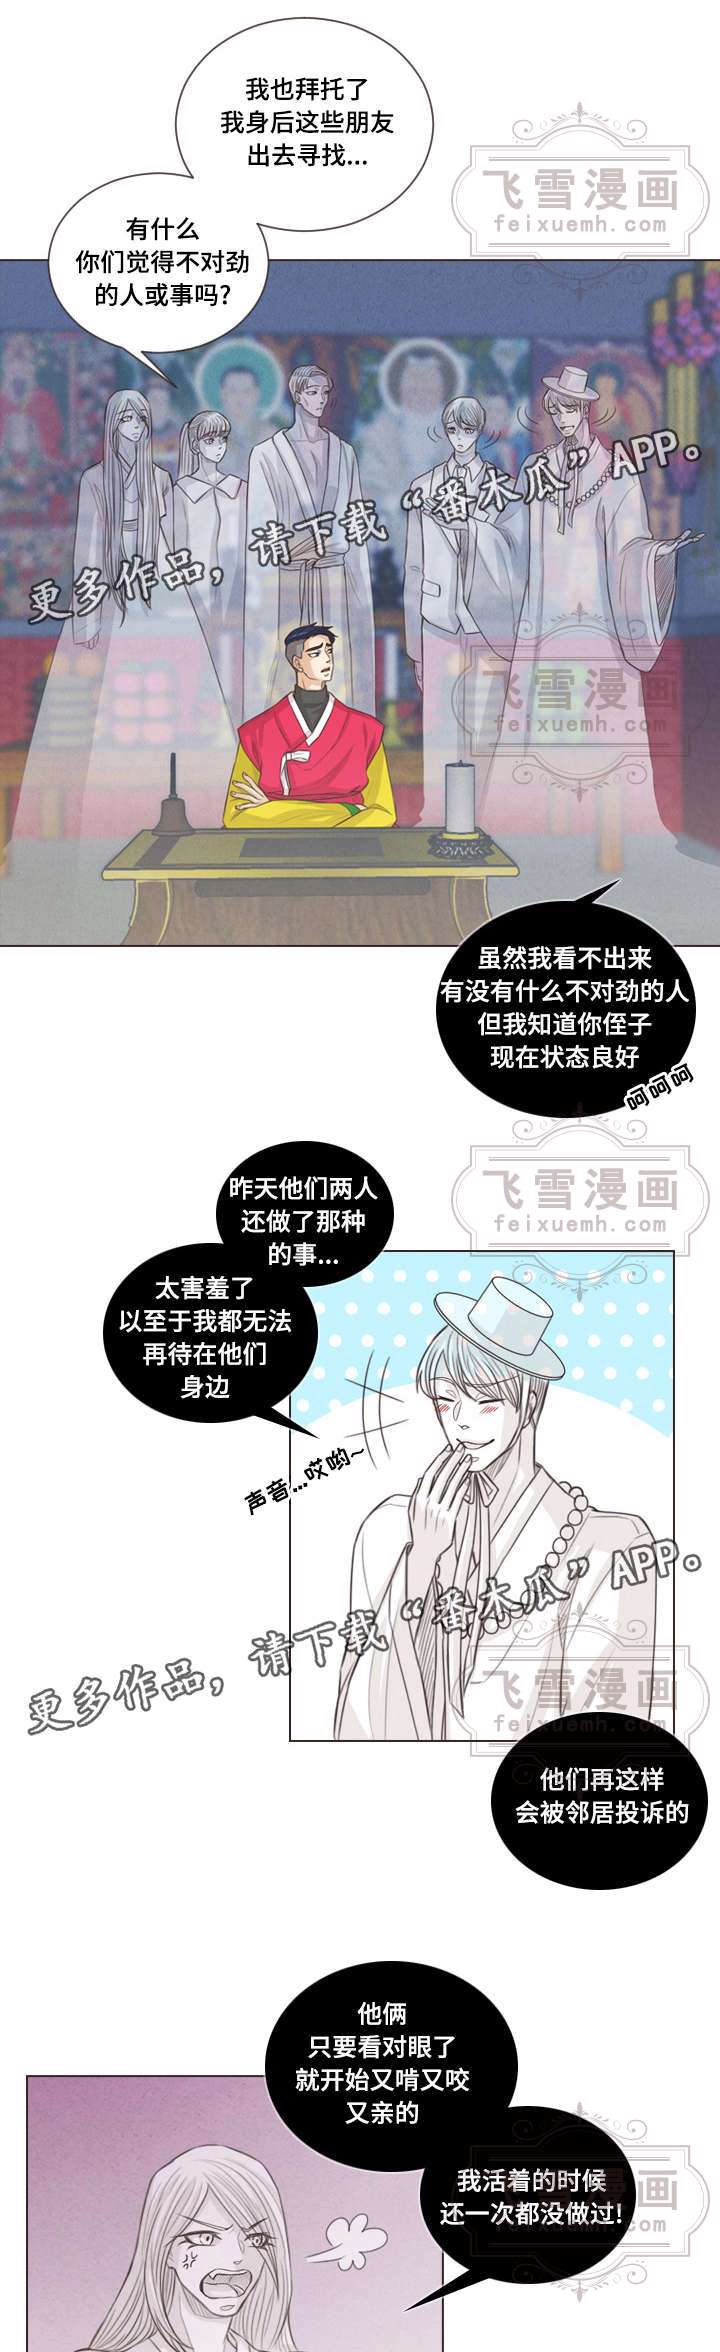 我也拜托了
我身后这些朋友
出去寻找...
有什么
你们觉得不对劲
的人或事吗?
飞雪漫画
feixuemh.com
更多作品，请下载“番木瓜”APP。
飞雪漫画
feixuemh.com
虽然我看不出来
有没有什么不对劲的人
但我知道你侄子
现在状态良好
呵呵呵
飞雪漫画
feixuemh.com
昨天他们两人
还做了那种
的事...
太害羞了
以至于我都无法
再待在他们
身边
声音...哎哟~
更多作品，请下载“番木瓜”APP。
飞雪漫画
feixuemh.com
他们再这样
会被邻居投诉的
他俩
只要看对眼了
就开始又啃又咬
又亲的
我活着的时候
还一次都没做过!
飞雪漫画
feixuemh.com